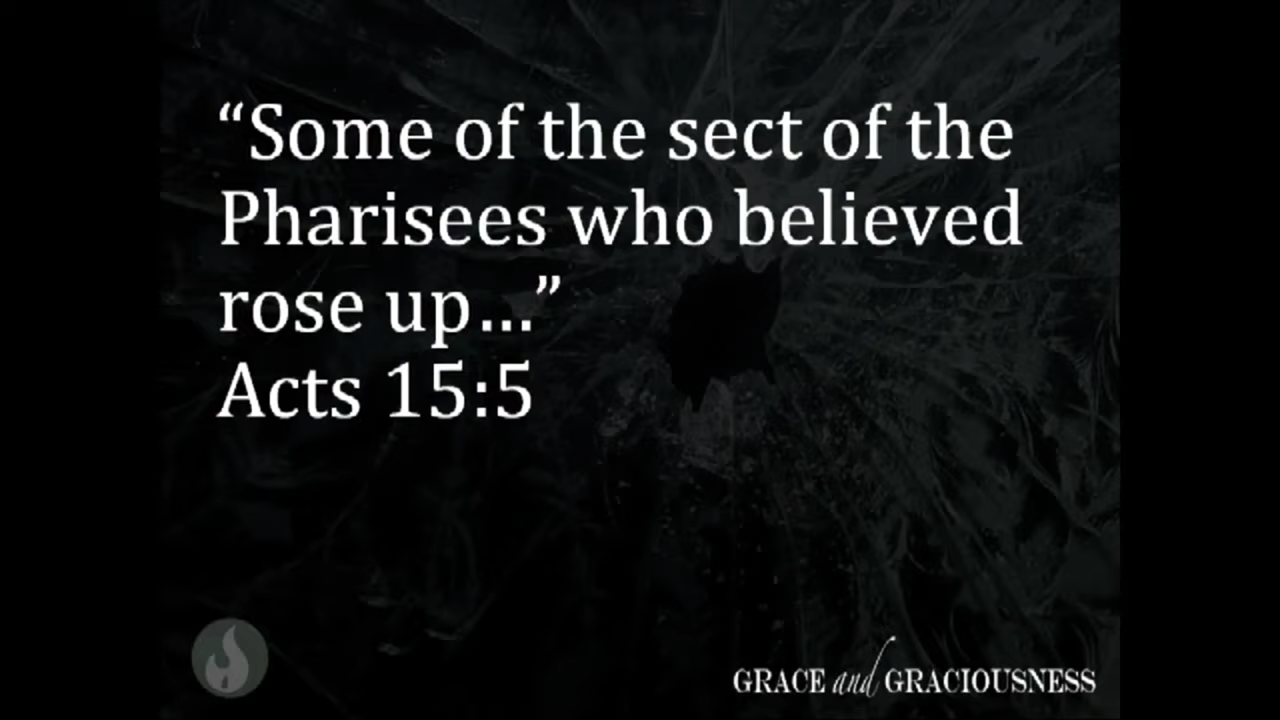 “Some of the sect of the
Pharisees who believed
rose up…”
Acts 15:5
GRACE and GRACIOUSNESS